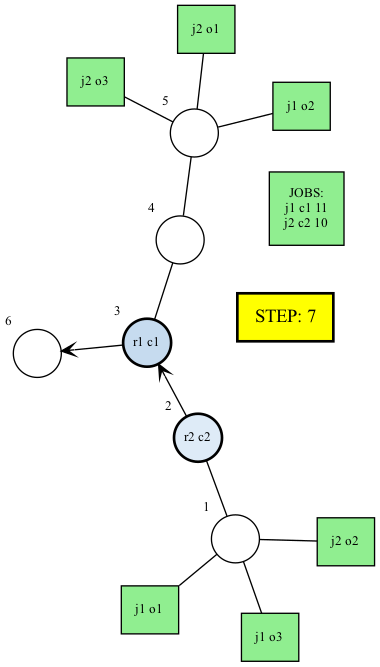 j2 o1
j2 o3
5
j1 o2
JOBS:
j1 c1 11
j2 c2 10
4
STEP: 7
3
6
r1 c1
2
r2 c2
1
j2 o2
j1 o1
j1 o3